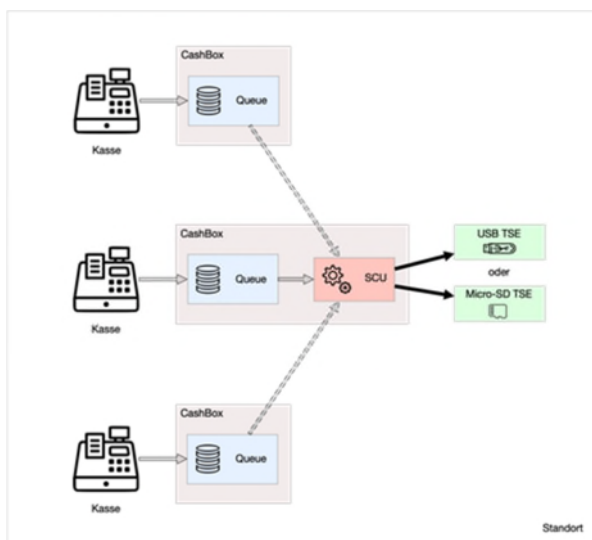 CashBox
Queue
Kasse
CashBox
Queue
SCU
USB TSE
oder
Micro-SD TSE
Kasse
CashBox
Queue
Kasse
Standort